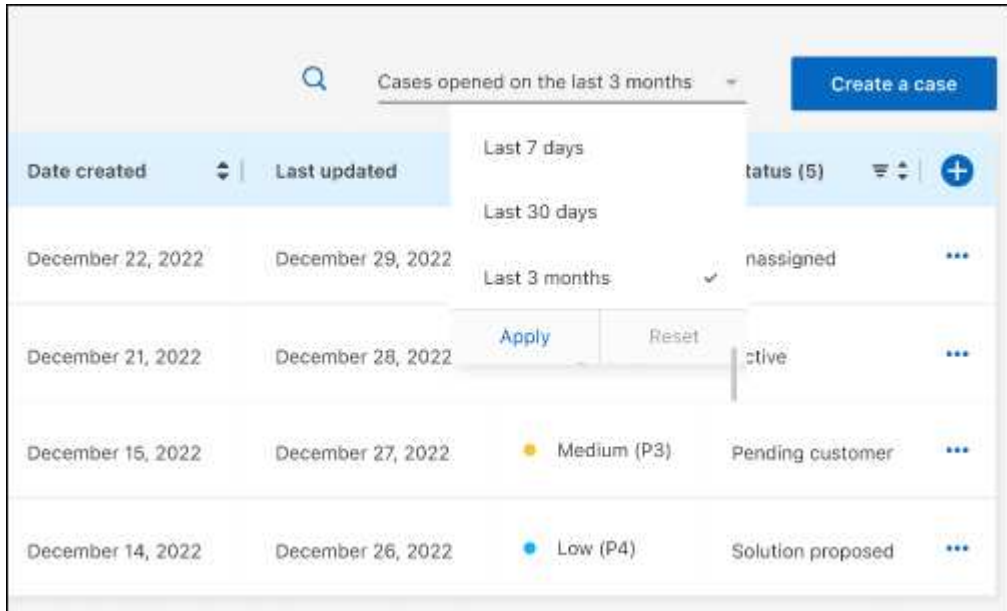 Cases opened on the last 3 months
Create a case
Last 7 days
Last 30 days
Last 3 months
Apply Reset
Date created Last updated tatus (5)
December 22, 2022 December 29, 2022 nassigned
December 21, 2022 December 28, 2022 ctive
December 15, 2022 December 27, 2022 Medium (P3) Pending customer
December 14, 2022 December 26, 2022 Low (P4) Solution proposed